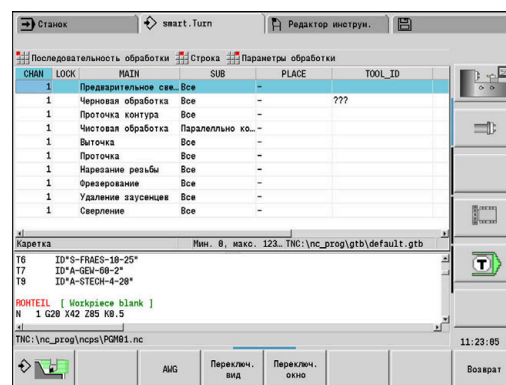 Станок smart.Turn Редактор инструм.
Последовательность обработки Строка Параметры обработки
CHAN LOCK MAIN SUB PLACE TOOL_ID
1 Предварительное све… Все –
1 Черновая обработка Все – ???
1 Проточка контура Все –
1 Чистовая обработка Паралелльно ко… –
1 Выточка Все –
1 Проточка Все –
1 Нарезание резьбы Все –
1 Фрезерование Все –
1 Удаление заусенцев Все –
1 Сверление Все –
Каретка Мин. 0, макс. 123… TNC:\nc_prog\gtb\default.gtb
T6 ID"S-FRAES-10-25"
T7 ID"A-GEW-60-2"
T9 ID"A-STECH-4-20"
ROHTEIL [ Workpiece blank ]
N 1 G20 X42 Z85 K0.5
TNC:\nc_prog\ncps\PGM01.nc
T
11:23:05
AWG Переключ. вид Переключ. окно Возврат